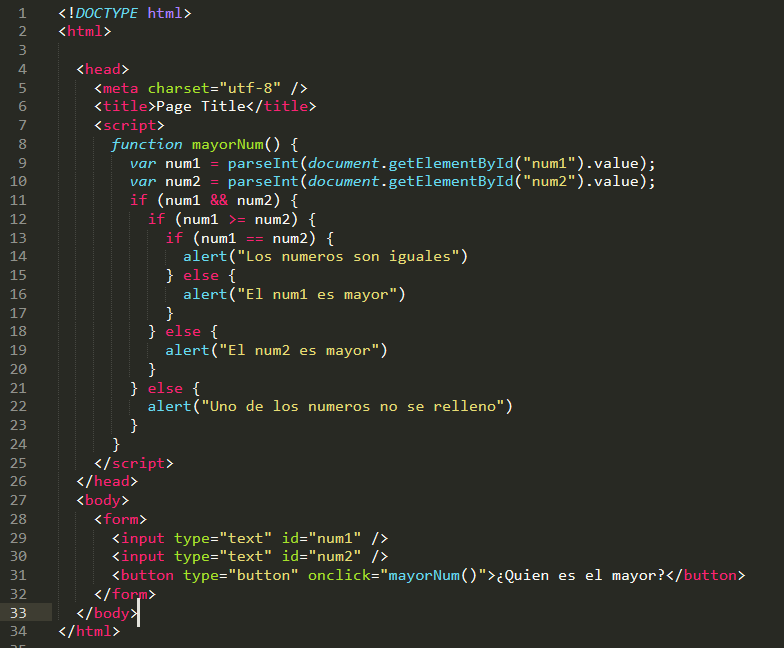 1 <!DOCTYPE html>
2 <html>
3
4 <head>
5 <meta charset="utf-8" />
6 <title>Page Title</title>
7 <script>
8 function mayorNum() {
9 var num1 = parseInt(document.getElementById("num1").value);
10 var num2 = parseInt(document.getElementById("num2").value);
11 if (num1 && num2) {
12 if (num1 >= num2) {
13 if (num1 == num2) {
14 alert("Los numeros son iguales")
15 } else {
16 alert("El num1 es mayor")
17 }
18 } else {
19 alert("El num2 es mayor")
20 }
21 } else {
22 alert("Uno de los numeros no se relleno")
23 }
24 }
25 </script>
26 </head>
27 <body>
28 <form>
29 <input type="text" id="num1" />
30 <input type="text" id="num2" />
31 <button type="button" onclick="mayorNum()">¿Quien es el mayor?</button>
32 </form>
33 </body>
34 </html>
35